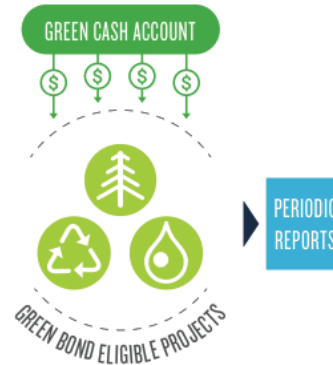 GREEN CASH ACCOUNT
$ $ $ $
PERIODIC
REPORTS
GREEN BOND ELIGIBLE PROJECTS